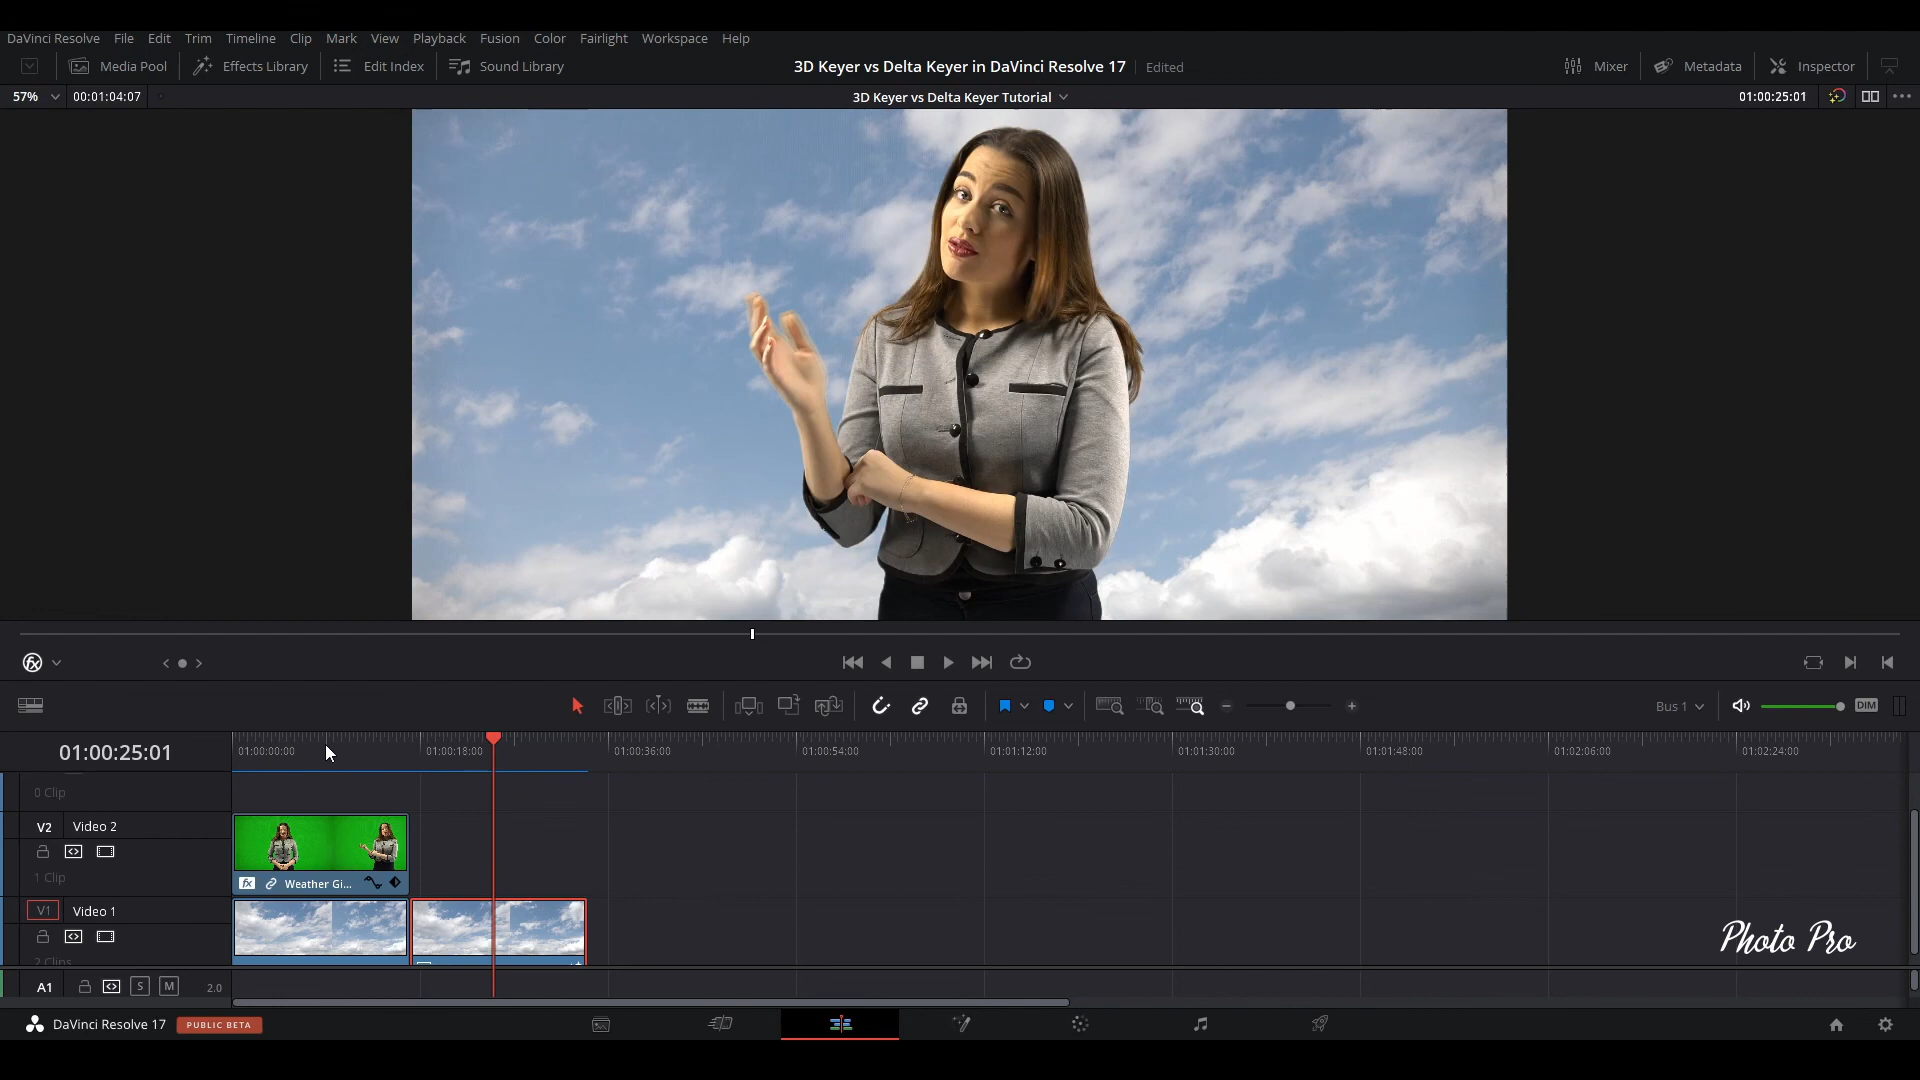 DaVinci Resolve File Edit Trim Timeline Clip Mark View Playback Fusion Color Fairlight Workspace Help
Media Pool Effects Library Edit Index Sound Library 3D Keyer vs Delta Keyer in DaVinci Resolve 17 Edited Mixer Metadata Inspector
57% 00:01:04:07 3D Keyer vs Delta Keyer Tutorial 01:00:25:01
Bus 1 DIM
01:00:25:01 01:00:00:00 01:00:18:00 01:00:36:00 01:00:54:00 01:01:12:00 01:01:30:00 01:01:48:00 01:02:06:00 01:02:24:00
0 Clip
V2 Video 2
1 Clip
fx Weather Gi...
V1 Video 1
Photo Pro
2 Clips
A1 S M 2.0
DaVinci Resolve 17 PUBLIC BETA